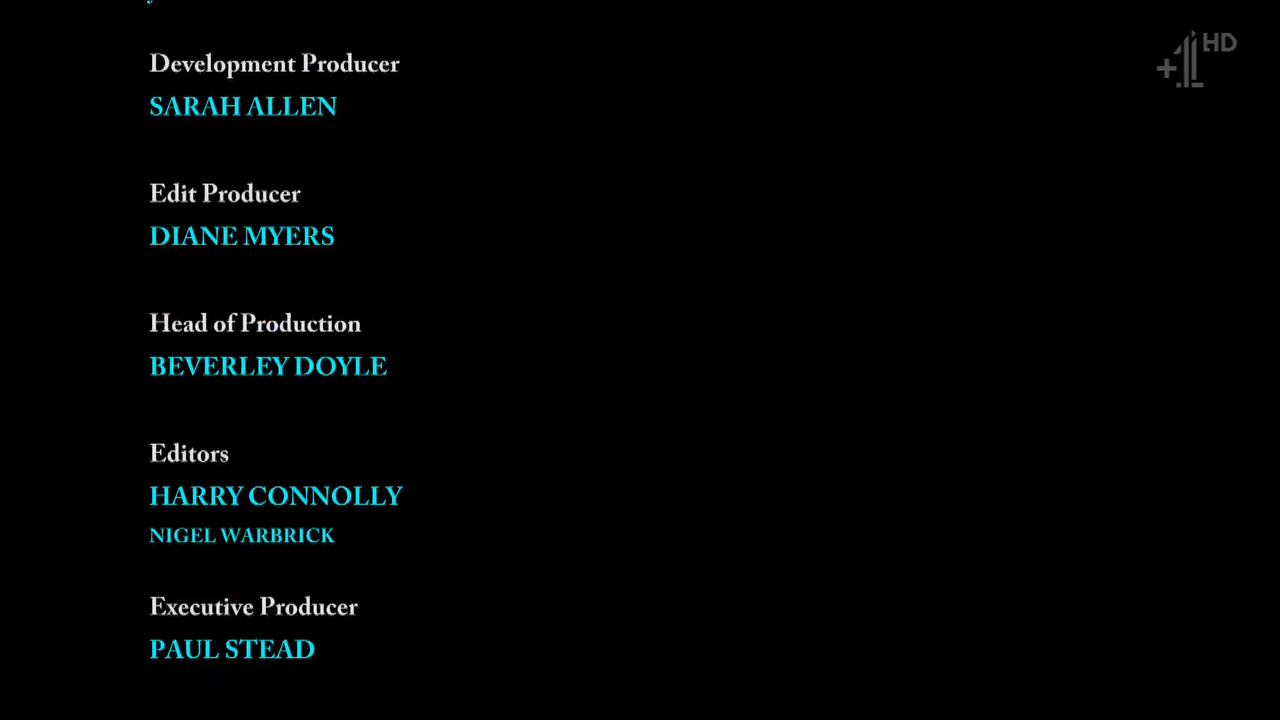 Development Producer
SARAH ALLEN
Edit Producer
DIANE MYERS
Head of Production
BEVERLEY DOYLE
Editors
HARRY CONNOLLY
NIGEL WARBRICK
Executive Producer
PAUL STEAD
+1 HD